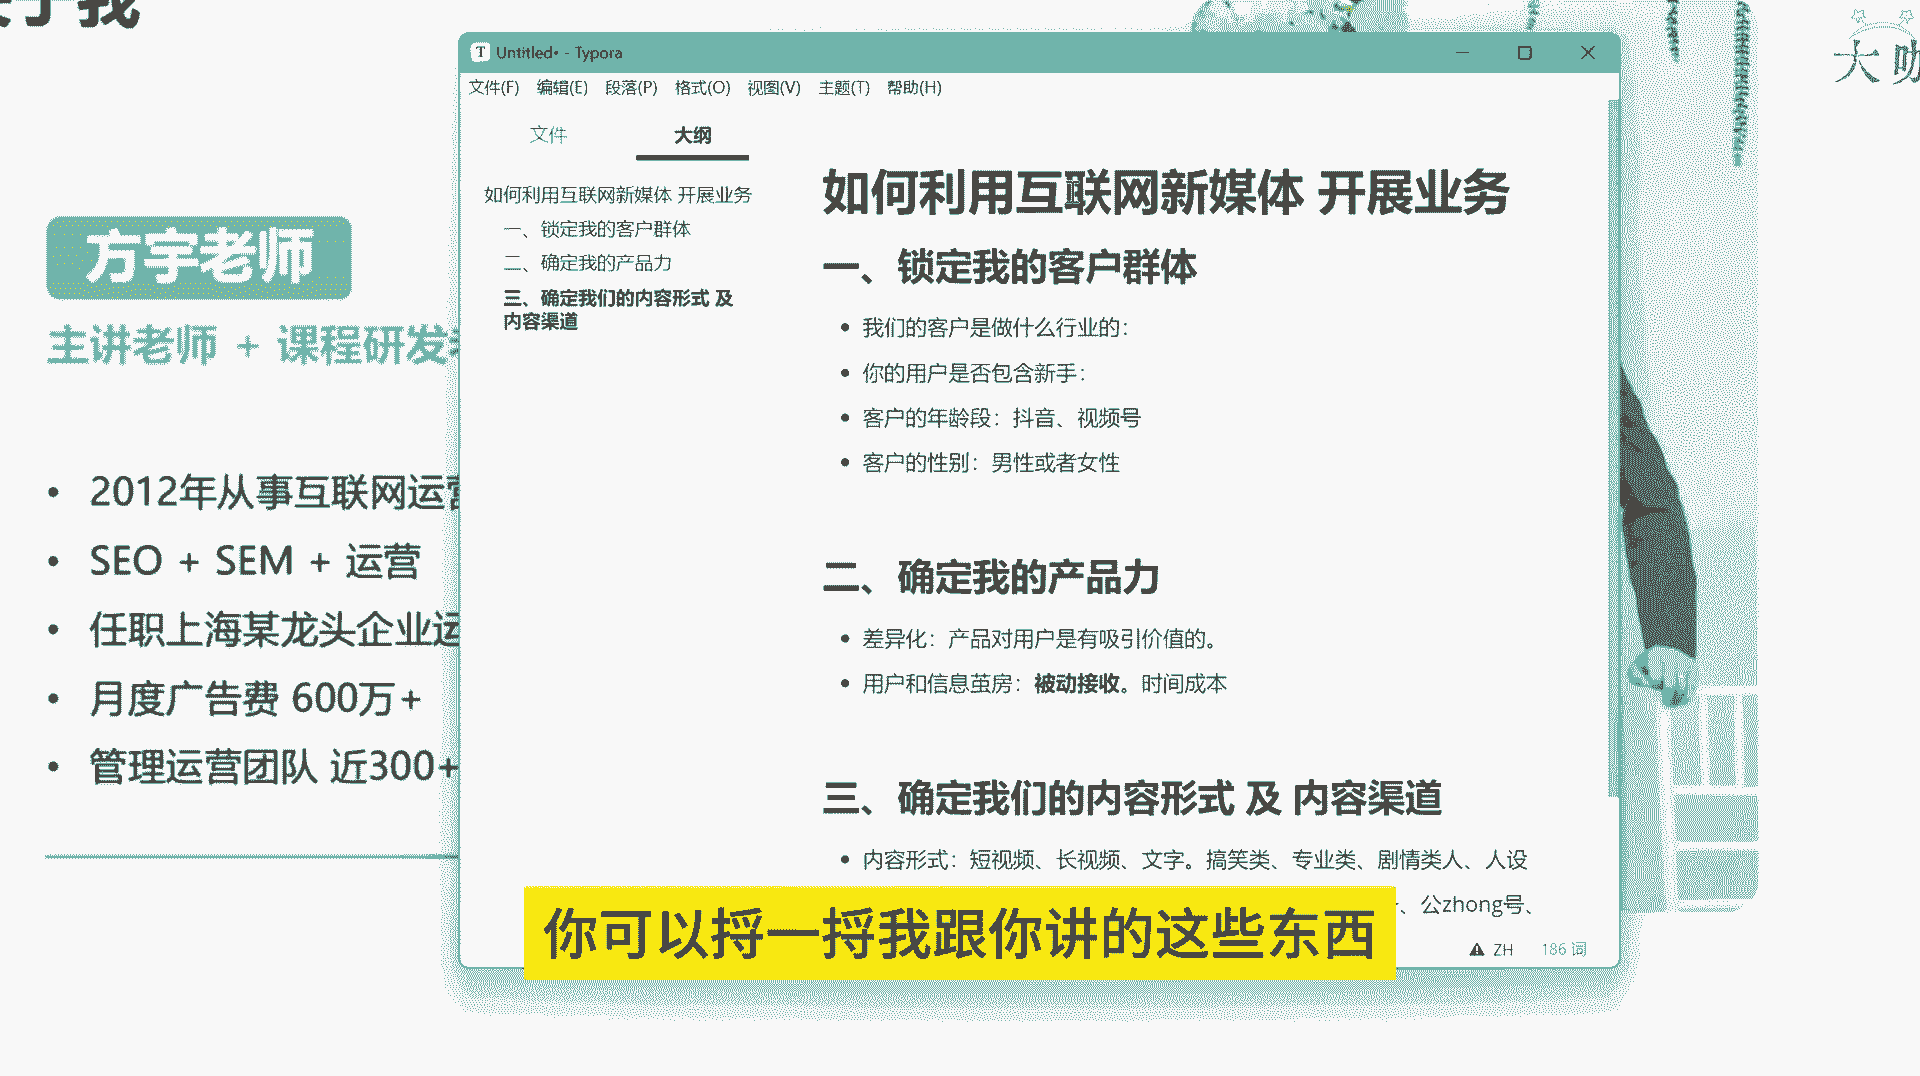 于我
大咖
方宇老师
主讲老师 + 课程研发
• 2012年从事互联网运营
• SEO + SEM + 运营
• 任职上海某龙头企业运
• 月度广告费 600万+
• 管理运营团队 近300+
T Untitled• - Typora
文件(F) 编辑(E) 段落(P) 格式(O) 视图(V) 主题(T) 帮助(H)
文件 大纲
如何利用互联网新媒体 开展业务
一、锁定我的客户群体
二、确定我的产品力
三、确定我们的内容形式 及
内容渠道
如何利用互联网新媒体 开展业务
一、锁定我的客户群体
• 我们的客户是做什么行业的：
• 你的用户是否包含新手：
• 客户的年龄段：抖音、视频号
• 客户的性别：男性或者女性
二、确定我的产品力
• 差异化：产品对用户是有吸引价值的。
• 用户和信息茧房：被动接收。时间成本
三、确定我们的内容形式 及 内容渠道
• 内容形式：短视频、长视频、文字。搞笑类、专业类、剧情类人、人设
、公zhong号、
你可以捋一捋我跟你讲的这些东西
ZH 186 词